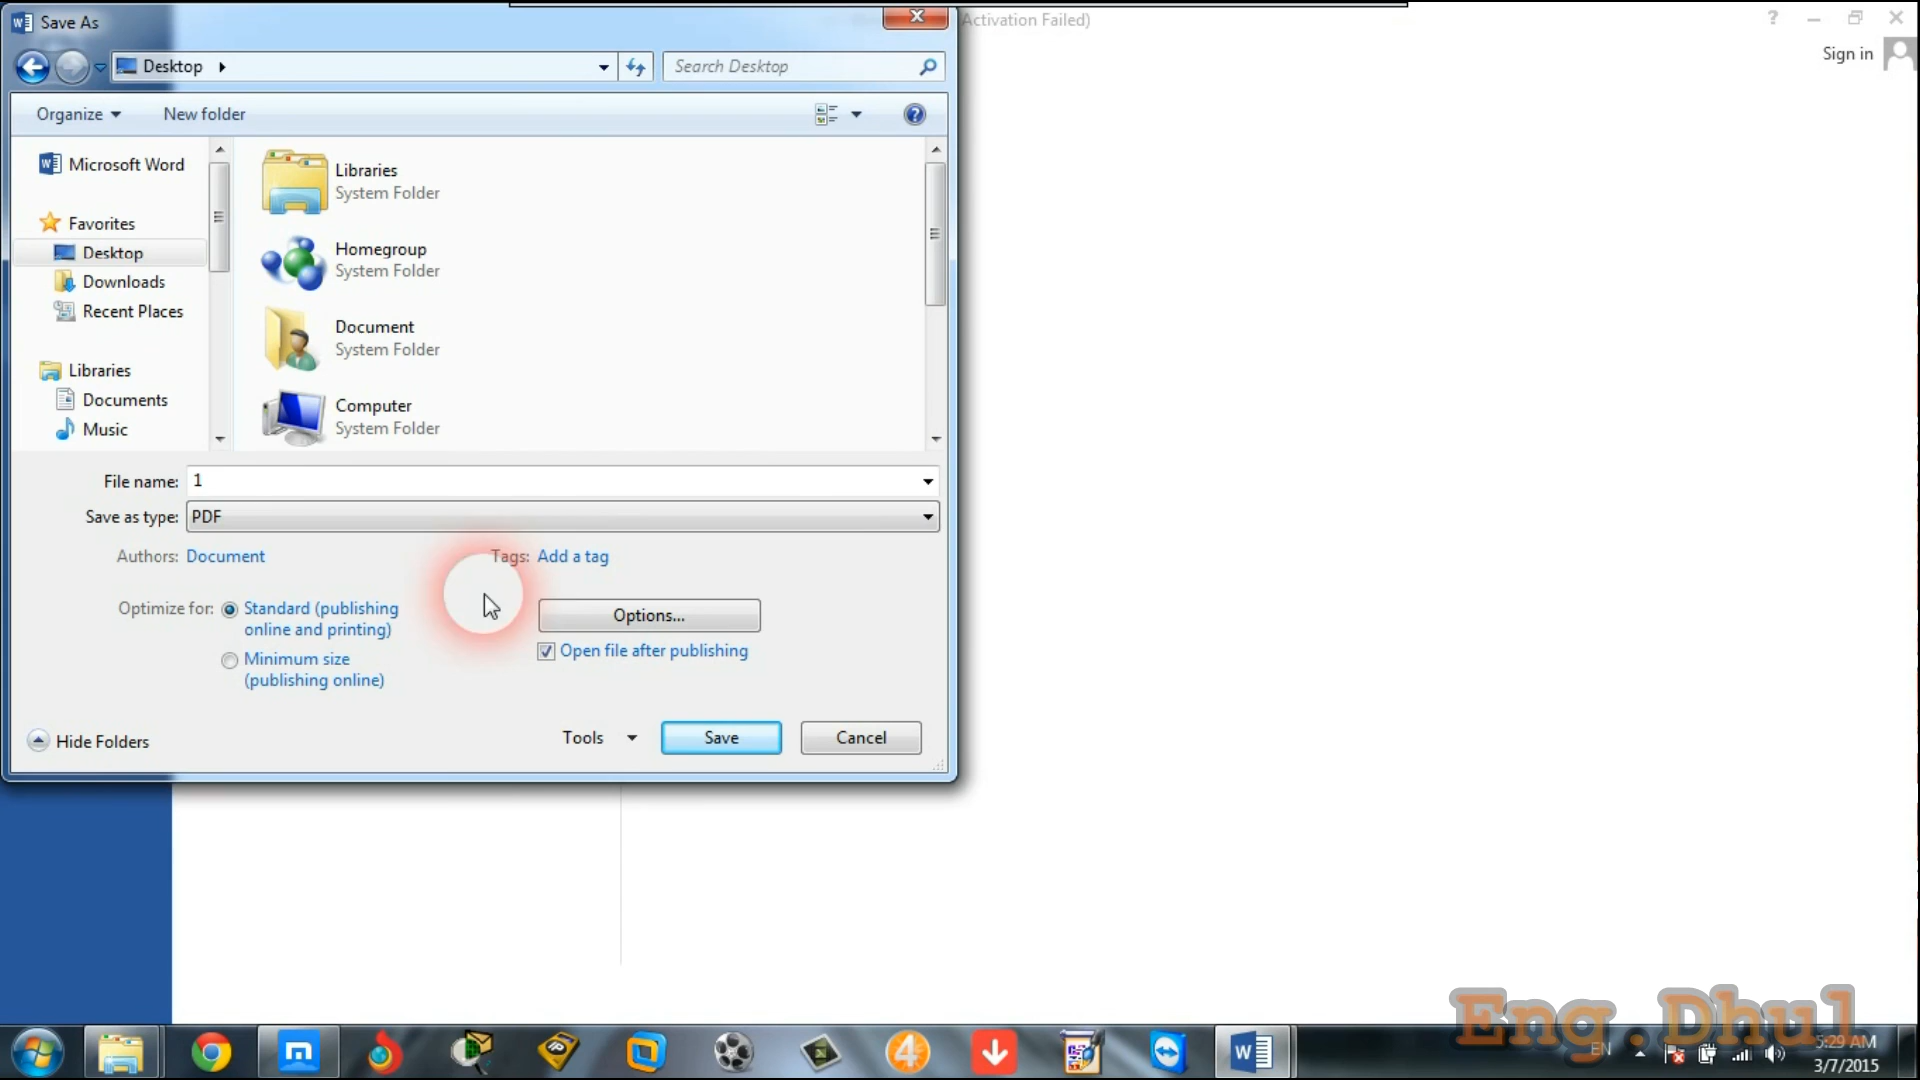 Save As
Activation Failed)
Sign in
Desktop
Search Desktop
Organize
New folder
Microsoft Word
Favorites
Desktop
Downloads
Recent Places
Libraries
Documents
Music
Libraries
System Folder
Homegroup
System Folder
Document
System Folder
Computer
System Folder
File name: 1
Save as type: PDF
Authors: Document
Tags: Add a tag
Optimize for: Standard (publishing
online and printing)
Minimum size
(publishing online)
Options...
Open file after publishing
Hide Folders
Tools
Save
Cancel
Eng.Dhul
EN
5:29 AM
3/7/2015